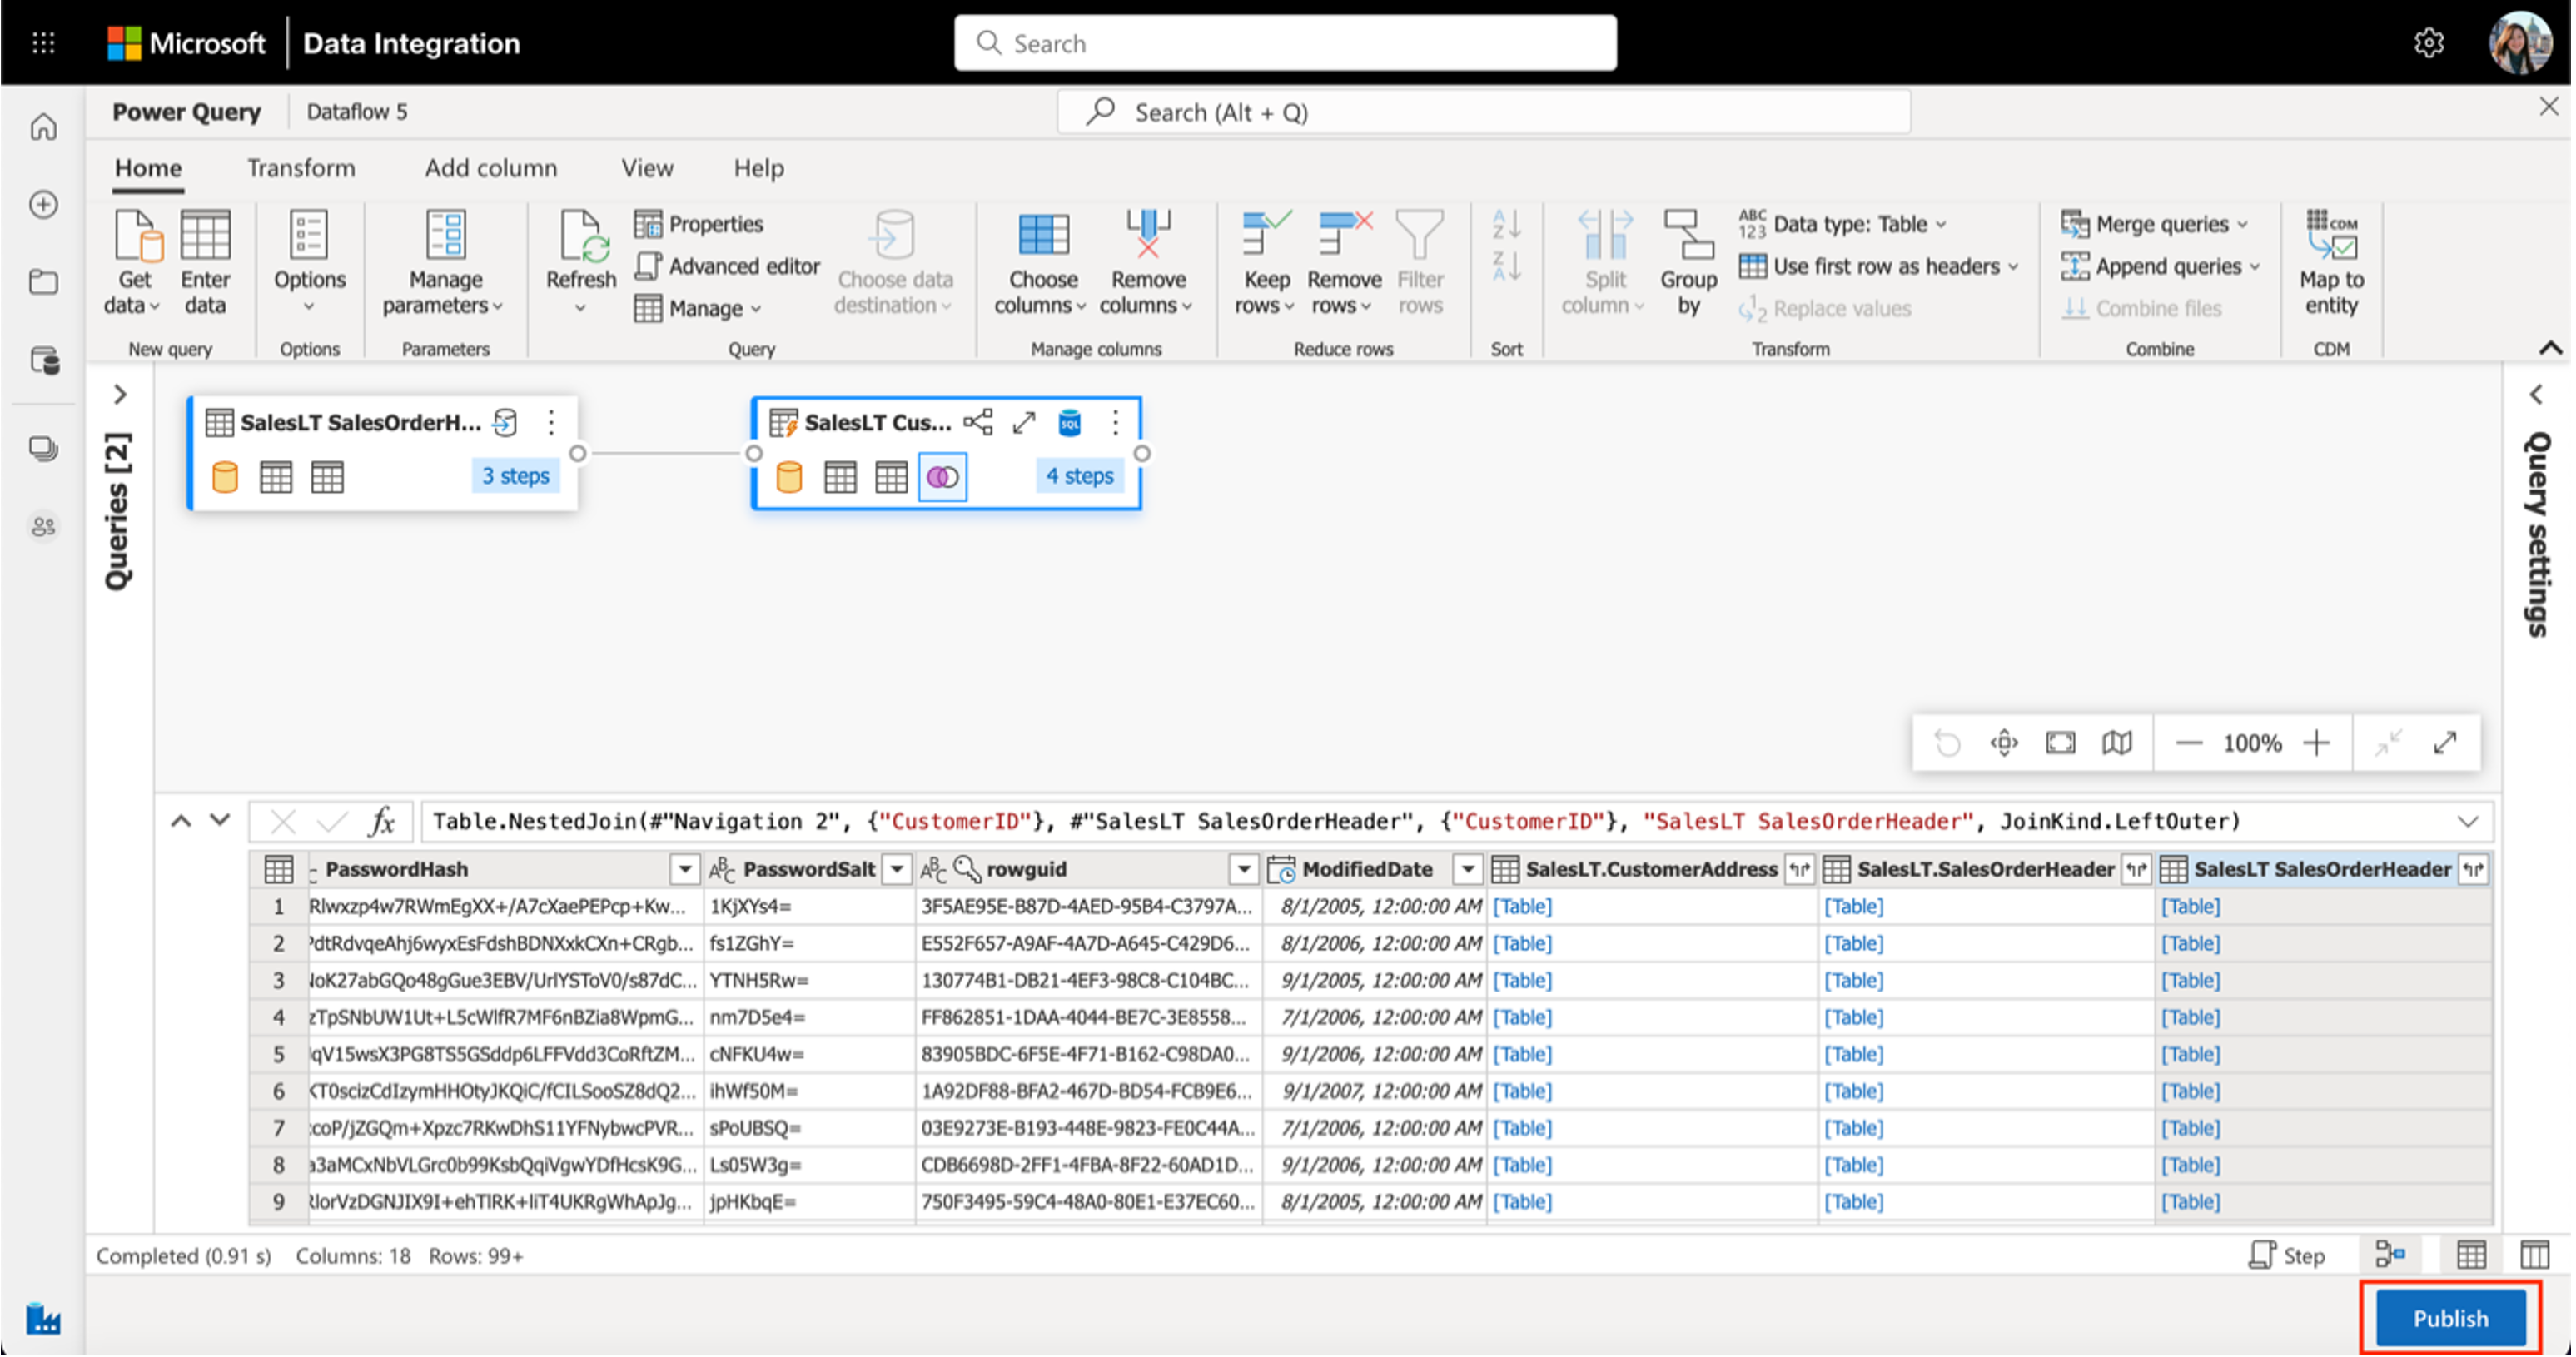 Microsoft Data Integration Search
Power Query Dataflow 5 Search (Alt + Q)
Home Transform Add column View Help
Get data Enter data Options Manage parameters Refresh Properties Advanced editor Manage Choose data destination Choose columns Remove columns Keep rows Remove rows Filter rows A Z Z A Split column Group by ABC 123 Data type: Table Use first row as headers 1 2 Replace values Merge queries Append queries Combine files CDM Map to entity
New query Options Parameters Query Manage columns Reduce rows Sort Transform Combine CDM
Queries [2]
SalesLT SalesOrderH... SalesLT Cus... SQL
3 steps 4 steps
Query settings
100%
fx Table.NestedJoin(#"Navigation 2", {"CustomerID"}, #"SalesLT SalesOrderHeader", {"CustomerID"}, "SalesLT SalesOrderHeader", JoinKind.LeftOuter)
PasswordHash ABC PasswordSalt ABC rowguid ModifiedDate SalesLT.CustomerAddress SalesLT.SalesOrderHeader SalesLT SalesOrderHeader
1 Rlwxzp4w7RWmEgXX+/A7cXaePEPcp+Kw... 1KjXYs4= 3F5AE95E-B87D-4AED-95B4-C3797A... 8/1/2005, 12:00:00 AM [Table] [Table] [Table]
2 PdtRdvqeAhj6wyxEsFdshBDNXxkCXn+CRgb... fs1ZGhY= E552F657-A9AF-4A7D-A645-C429D6... 8/1/2006, 12:00:00 AM [Table] [Table] [Table]
3 NoK27abGQo48gGue3EBV/UrlYSToV0/s87dC... YTNH5Rw= 130774B1-DB21-4EF3-98C8-C104BC... 9/1/2005, 12:00:00 AM [Table] [Table] [Table]
4 zTpSNbUW1Ut+L5cWlfR7MF6nBZia8WpmG... nm7D5e4= FF862851-1DAA-4044-BE7C-3E8558... 7/1/2006, 12:00:00 AM [Table] [Table] [Table]
5 qV15wsX3PG8TS5GSddp6LFFVdd3CoRftZM... cNFKU4w= 83905BDC-6F5E-4F71-B162-C98DA0... 9/1/2006, 12:00:00 AM [Table] [Table] [Table]
6 KT0scizCdIzymHHOtyJKQiC/fCILSooSZ8dQ2... ihWf50M= 1A92DF88-BFA2-467D-BD54-FCB9E6... 9/1/2007, 12:00:00 AM [Table] [Table] [Table]
7 coP/jZGQm+Xpzc7RKwDhS11YFNybwcPVR... sPoUBSQ= 03E9273E-B193-448E-9823-FE0C44A... 7/1/2006, 12:00:00 AM [Table] [Table] [Table]
8 a3aMCxNbVLGrc0b99KsbQqiVgwYDfHcsK9G... Ls05W3g= CDB6698D-2FF1-4FBA-8F22-60AD1D... 9/1/2006, 12:00:00 AM [Table] [Table] [Table]
9 RlorVzDGNJIX9I+ehTlRK+liT4UKRgWhApJg... jpHKbqE= 750F3495-59C4-48A0-80E1-E37EC60... 8/1/2005, 12:00:00 AM [Table] [Table] [Table]
Completed (0.91 s) Columns: 18 Rows: 99+ Step
Publish